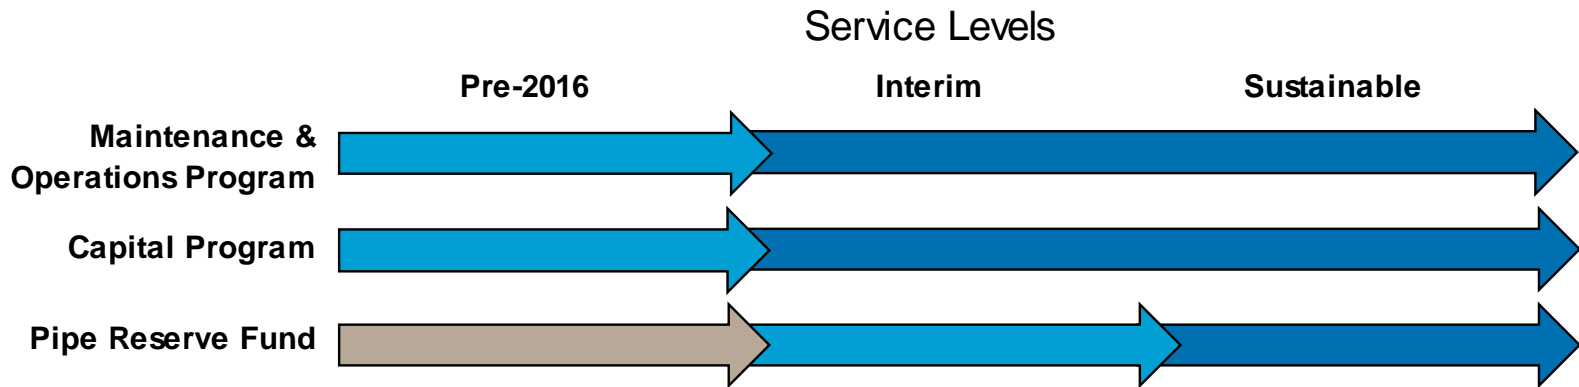 Service Levels
Pre-2016 Interim Sustainable
Maintenance &
Operations Program
Capital Program
Pipe Reserve Fund